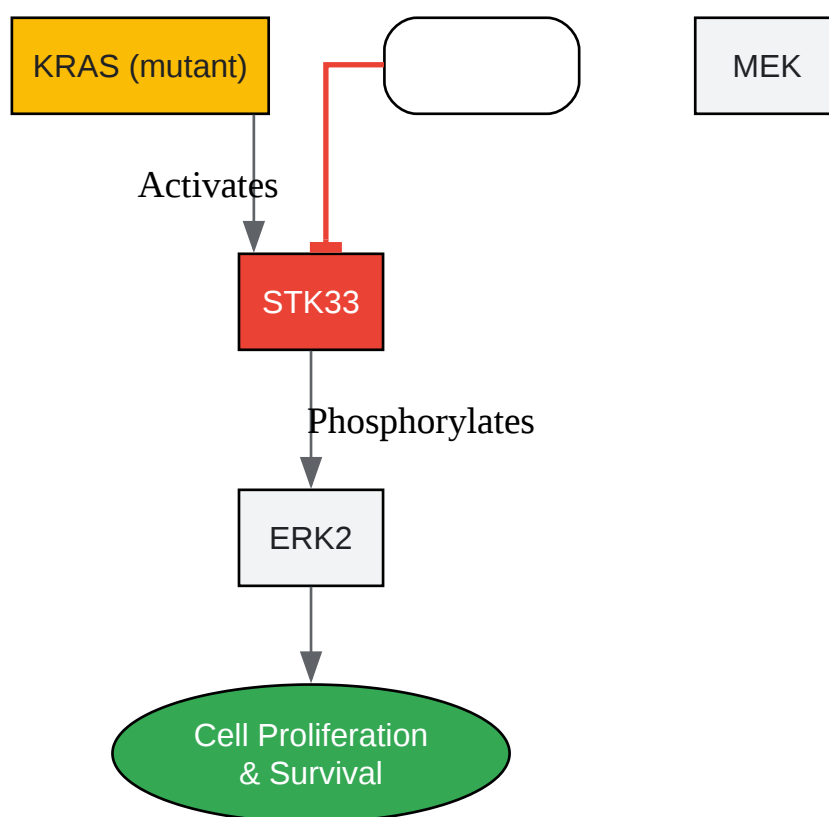 KRAS (mutant)
MEK
Activates
STK33
Phosphorylates
ERK2
Cell Proliferation
& Survival